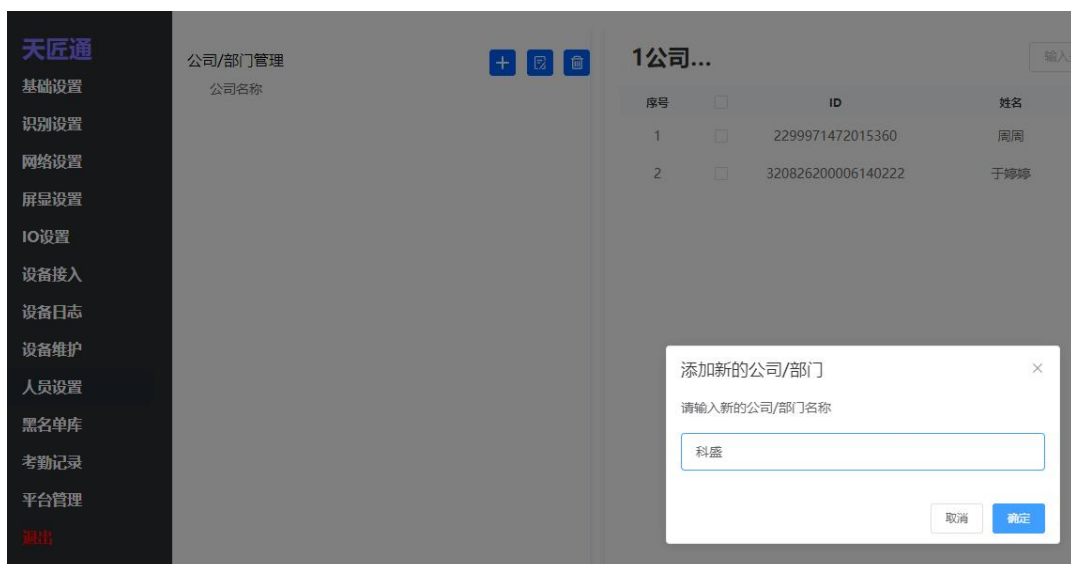 天匠通
基础设置
识别设置
网络设置
屏显设置
IO设置
设备接入
设备日志
设备维护
人员设置
黑名单库
考勤记录
平台管理
退出
公司/部门管理
公司名称
1公司...
输入
序号 ID 姓名
1 2299971472015360 周周
2 320826200006140222 于婷婷
添加新的公司/部门
请输入新的公司/部门名称
科盛
取消 确定